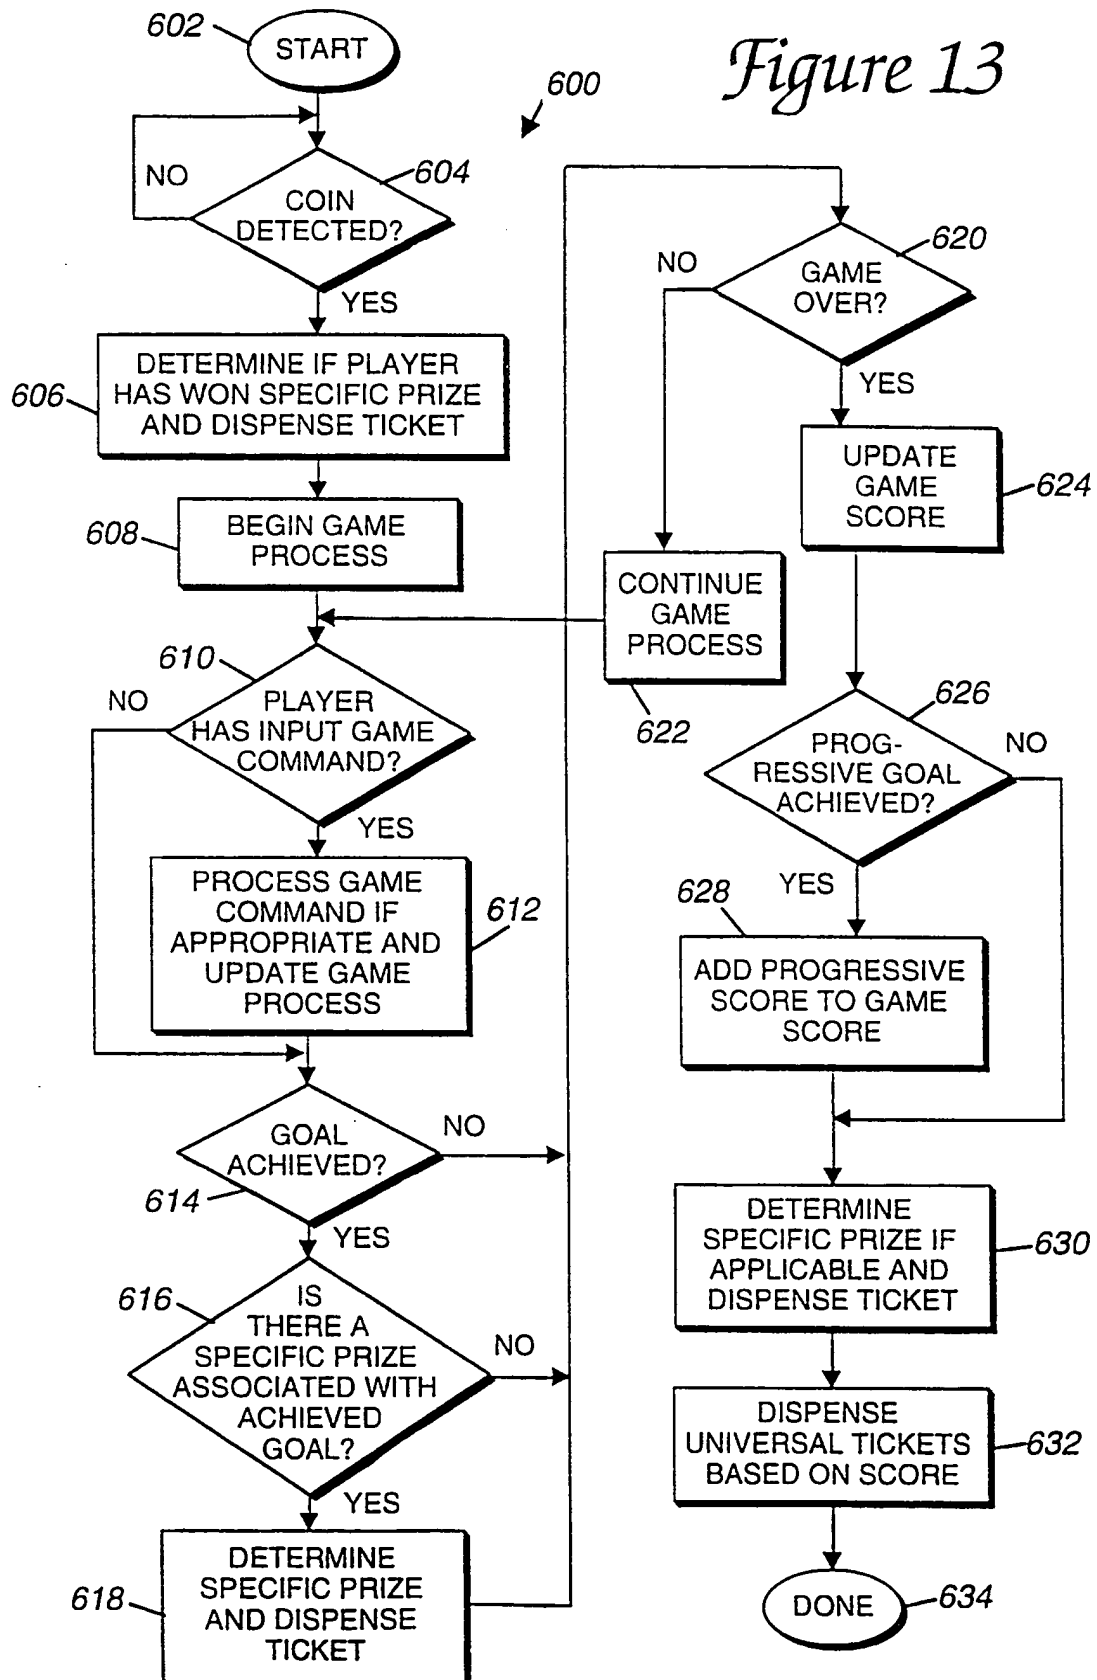 Figure 13
600
602
START
604
COIN
DETECTED?
NO
YES
606
DETERMINE IF PLAYER
HAS WON SPECIFIC PRIZE
AND DISPENSE TICKET
608
BEGIN GAME
PROCESS
610
PLAYER
HAS INPUT GAME
COMMAND?
NO
YES
612
PROCESS GAME
COMMAND IF
APPROPRIATE AND
UPDATE GAME
PROCESS
614
GOAL
ACHIEVED?
NO
YES
616
IS
THERE A
SPECIFIC PRIZE
ASSOCIATED WITH
ACHIEVED
GOAL?
NO
YES
618
DETERMINE
SPECIFIC PRIZE
AND DISPENSE
TICKET
620
GAME
OVER?
NO
YES
622
CONTINUE
GAME
PROCESS
624
UPDATE
GAME
SCORE
626
PROG-
RESSIVE GOAL
ACHIEVED?
NO
YES
628
ADD PROGRESSIVE
SCORE TO GAME
SCORE
630
DETERMINE
SPECIFIC PRIZE IF
APPLICABLE AND
DISPENSE TICKET
632
DISPENSE
UNIVERSAL TICKETS
BASED ON SCORE
634
DONE